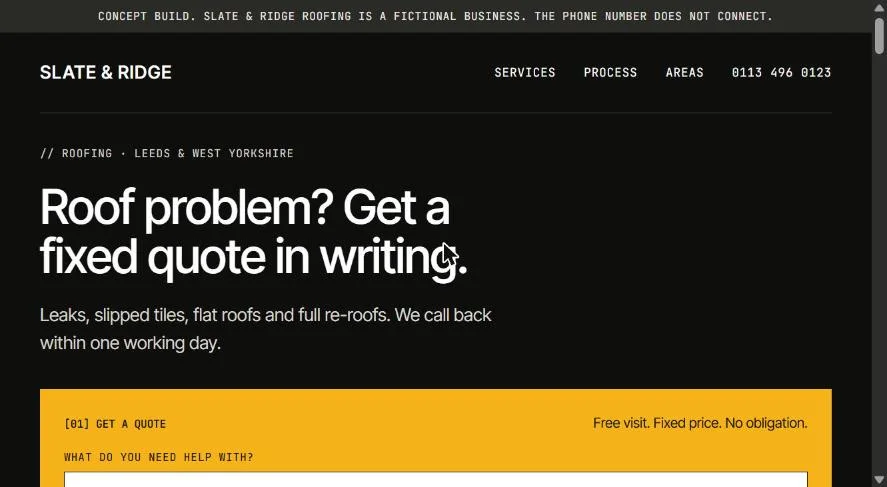 CONCEPT BUILD. SLATE & RIDGE ROOFING IS A FICTIONAL BUSINESS. THE PHONE NUMBER DOES NOT CONNECT.
SLATE & RIDGE
SERVICES PROCESS AREAS 0113 496 0123
// ROOFING · LEEDS & WEST YORKSHIRE
Roof problem? Get a
fixed quote in writing.
Leaks, slipped tiles, flat roofs and full re-roofs. We call back
within one working day.
[01] GET A QUOTE
Free visit. Fixed price. No obligation.
WHAT DO YOU NEED HELP WITH?